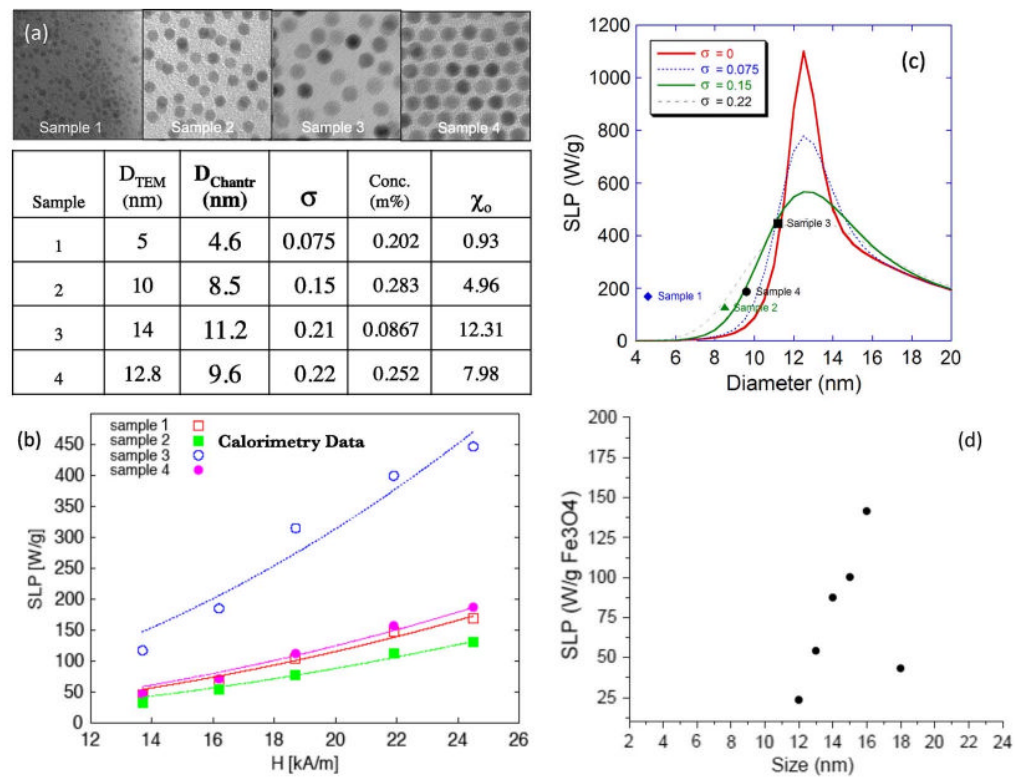 (a)
Sample 1 Sample 2 Sample 3 Sample 4
Sample D_TEM (nm) D_Chantr (nm) σ Conc. (m%) χ₀
1 5 4.6 0.075 0.202 0.93
2 10 8.5 0.15 0.283 4.96
3 14 11.2 0.21 0.0867 12.31
4 12.8 9.6 0.22 0.252 7.98
(b)
sample 1
sample 2
sample 3
sample 4
Calorimetry Data
SLP [W/g]
450
400
350
300
250
200
150
100
50
0
12 14 16 18 20 22 24 26
H [kA/m]
(c)
σ = 0
σ = 0.075
σ = 0.15
σ = 0.22
SLP (W/g)
1200
1000
800
600
400
200
0
Sample 3
Sample 1
Sample 4
Sample 2
4 6 8 10 12 14 16 18 20
Diameter (nm)
(d)
SLP (W/g Fe3O4)
200
175
150
125
100
75
50
25
2 4 6 8 10 12 14 16 18 20 22 24
Size (nm)